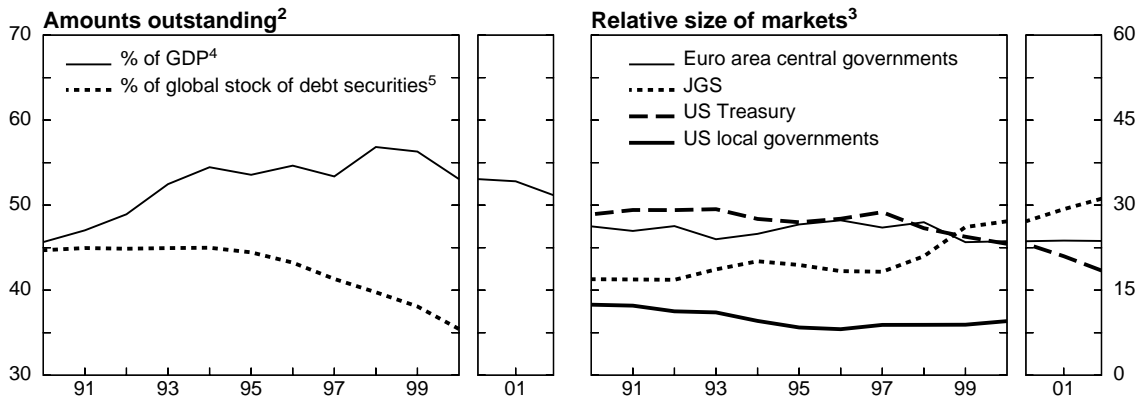 Amounts outstanding²
70
60
50
40
30
% of GDP⁴
% of global stock of debt securities⁵
91 93 95 97 99 01
Relative size of markets³
Euro area central governments
JGS
US Treasury
US local governments
60
45
30
15
0
91 93 95 97 99 01